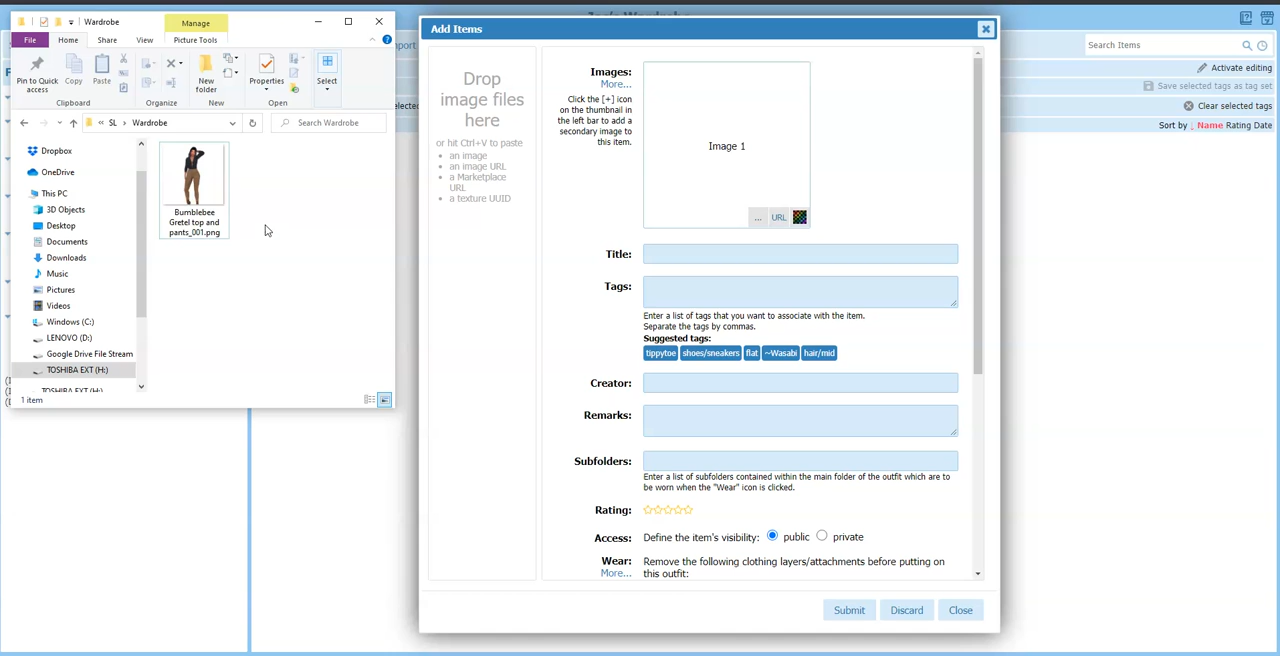 Wardrobe
Manage
File
Home
Share
View
Picture Tools
Pin to Quick
access
Copy
Paste
New
folder
Properties
Select
Clipboard
Organize
New
Open
« SL › Wardrobe
Search Wardrobe
Dropbox
OneDrive
This PC
3D Objects
Desktop
Documents
Downloads
Music
Pictures
Videos
Windows (C:)
LENOVO (D:)
Google Drive File Stream
TOSHIBA EXT (H:)
TOSHIBA EXT (H:)
1 item
Bumblebee
Gretel top and
pants_001.png
Add Items
Drop
image files
here
or hit Ctrl+V to paste
• an image
• an image URL
• a Marketplace
URL
• a texture UUID
Images:
More...
Click the [+] icon
on the thumbnail in
the left bar to add a
secondary image to
this item.
Image 1
...
URL
Title:
Tags:
Enter a list of tags that you want to associate with the item.
Separate the tags by commas.
Suggested tags:
tippytoe shoes/sneakers flat ~Wasabi hair/mid
Creator:
Remarks:
Subfolders:
Enter a list of subfolders contained within the main folder of the outfit which are to
be worn when the "Wear" icon is clicked.
Rating:
Access: Define the item's visibility: public private
Wear:
More...
Remove the following clothing layers/attachments before putting on
this outfit:
Submit
Discard
Close
Search Items
Activate editing
Save selected tags as tag set
Clear selected tags
Sort by ↓ Name Rating Date